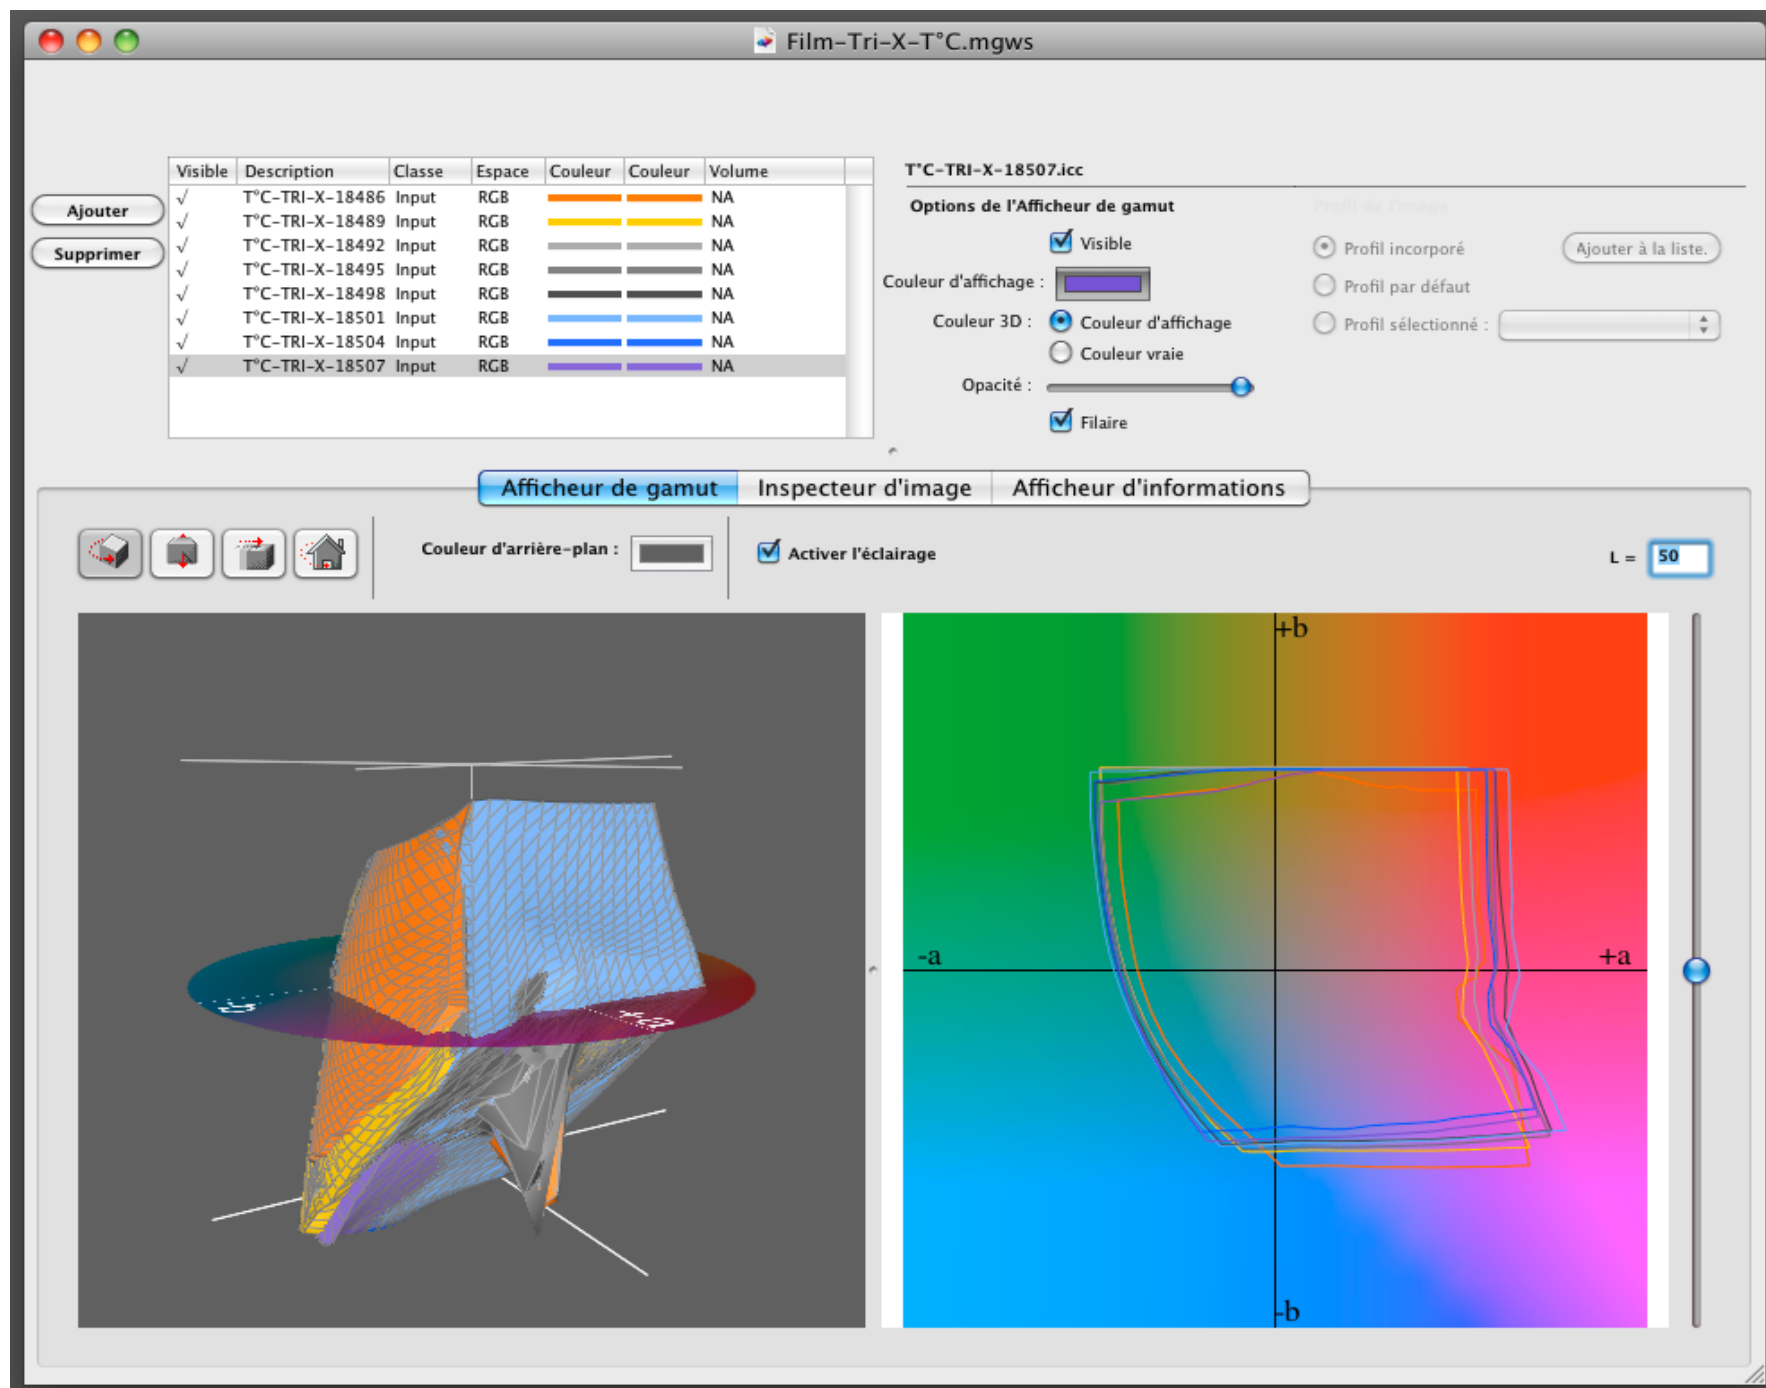 Film-Tri-X-T°C.mgws
Ajouter
Supprimer
Visible Description Classe Espace Couleur Couleur Volume
√ T°C-TRI-X-18486 Input RGB NA
√ T°C-TRI-X-18489 Input RGB NA
√ T°C-TRI-X-18492 Input RGB NA
√ T°C-TRI-X-18495 Input RGB NA
√ T°C-TRI-X-18498 Input RGB NA
√ T°C-TRI-X-18501 Input RGB NA
√ T°C-TRI-X-18504 Input RGB NA
√ T°C-TRI-X-18507 Input RGB NA
T°C-TRI-X-18507.icc
Options de l'Afficheur de gamut
Visible
Couleur d'affichage :
Couleur 3D : Couleur d'affichage
Couleur vraie
Opacité :
Filaire
Profil de l'image
Profil incorporé Ajouter à la liste.
Profil par défaut
Profil sélectionné :
Afficheur de gamut Inspecteur d'image Afficheur d'informations
Couleur d'arrière-plan : Activer l'éclairage L = 50
+a
+b
-a +a
-b